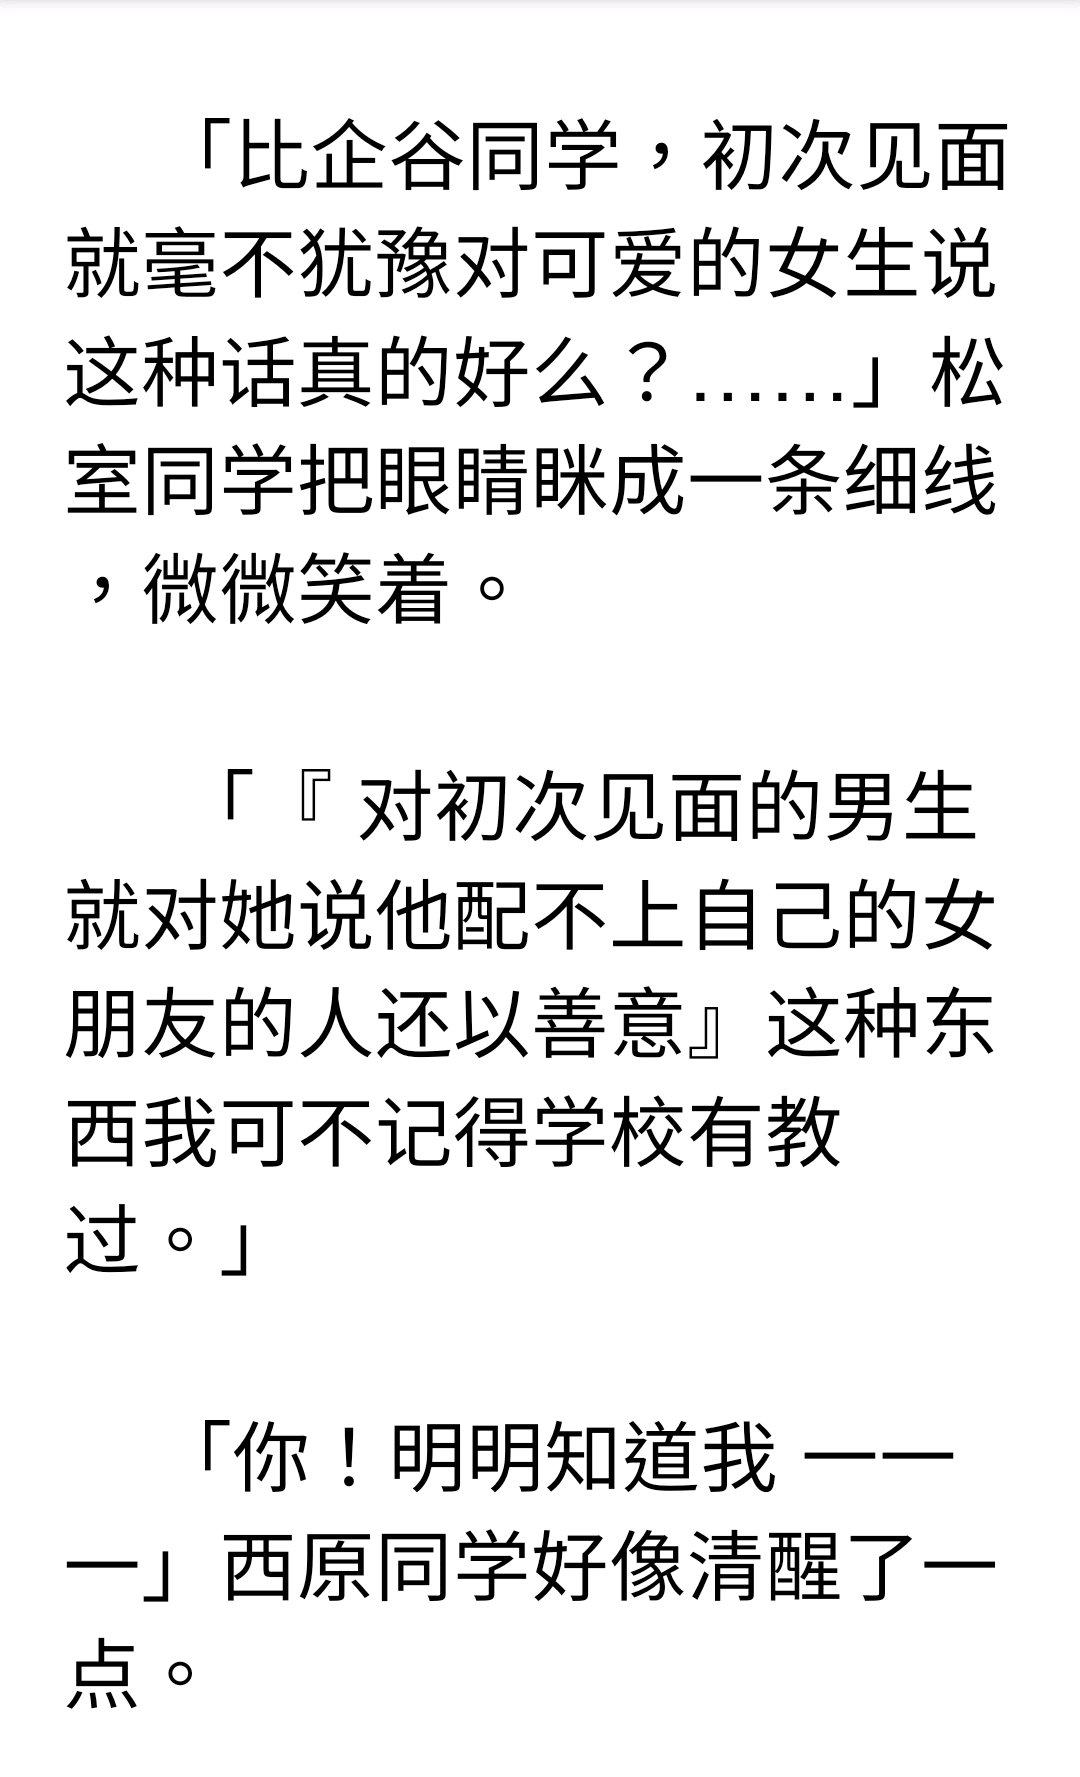 「比企谷同学，初次见面
就毫不犹豫对可爱的女生说
这种话真的好么？……」松
室同学把眼睛眯成一条细线
，微微笑着。
「『 对初次见面的男生
就对她说他配不上自己的女
朋友的人还以善意』这种东
西我可不记得学校有教
过。」
「你！明明知道我 一一
一」西原同学好像清醒了一
点。